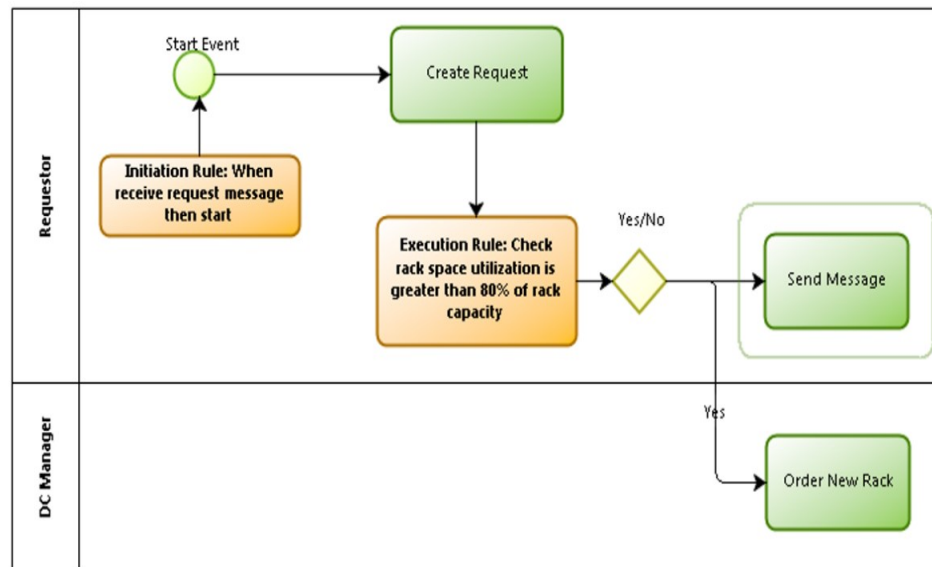 Requestor
Start Event
Create Request
Initiation Rule: When
receive request message
then start
Yes/No
Execution Rule: Check
rack space utilization is
greater than 80% of rack
capacity
Send Message
DC Manager
Yes
Order New Rack